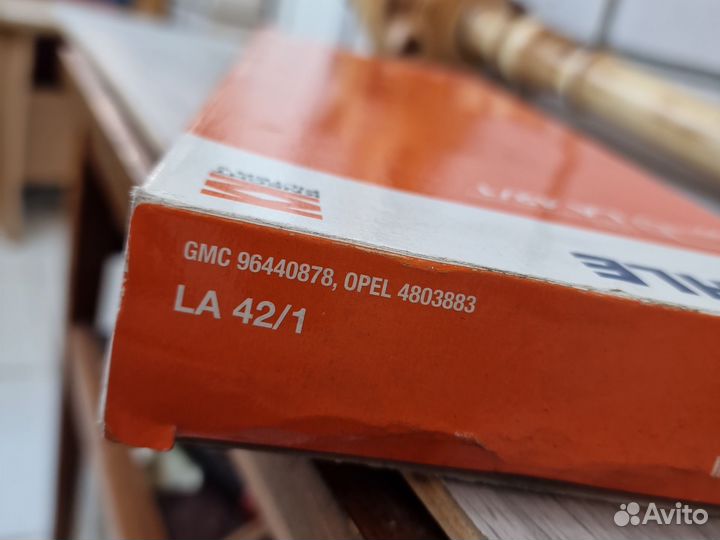 GMC 96440878, OPEL 4803883
LA 42/1
Avito